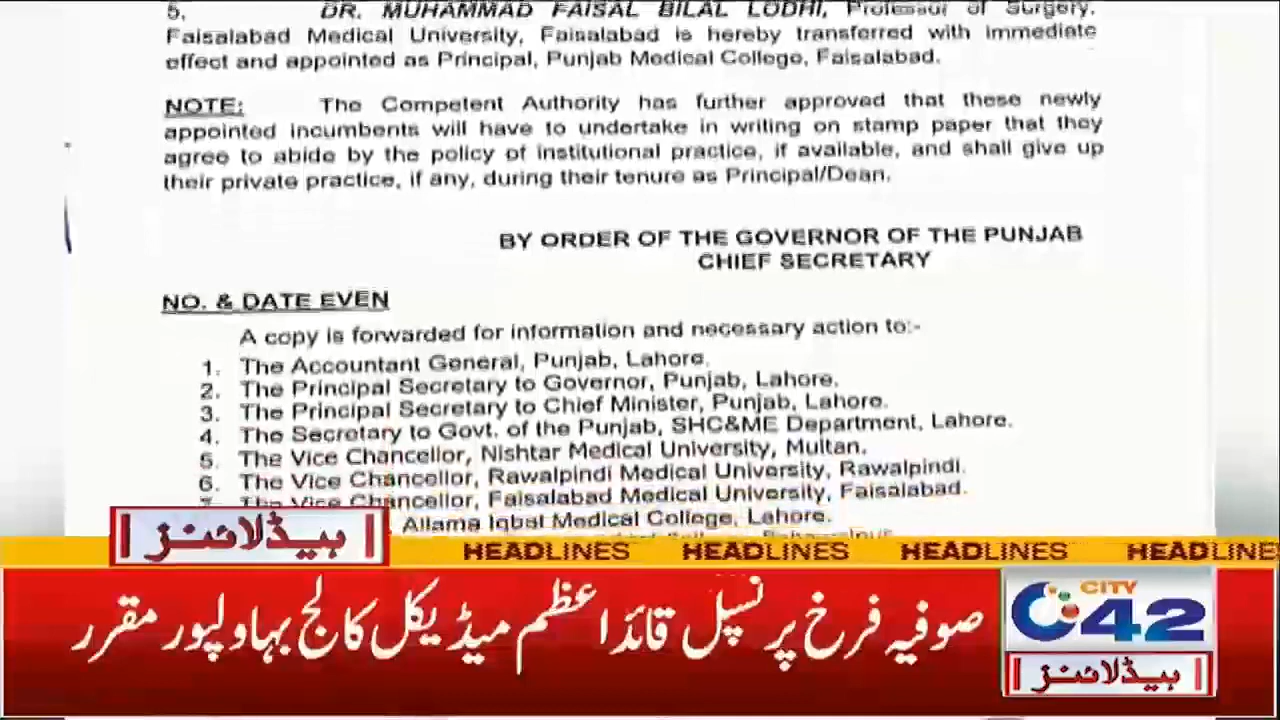 5. DR. MUHAMMAD FAISAL BILAL LODHI, Professor of Surgery,
Faisalabad Medical University, Faisalabad is hereby transferred with immediate
effect and appointed as Principal, Punjab Medical College, Faisalabad.
NOTE: The Competent Authority has further approved that these newly
appointed incumbents will have to undertake in writing on stamp paper that they
agree to abide by the policy of institutional practice, if available, and shall give up
their private practice, if any, during their tenure as Principal/Dean.
BY ORDER OF THE GOVERNOR OF THE PUNJAB
CHIEF SECRETARY
NO. & DATE EVEN
A copy is forwarded for information and necessary action to:-
1. The Accountant General, Punjab, Lahore.
2. The Principal Secretary to Governor, Punjab, Lahore.
3. The Principal Secretary to Chief Minister, Punjab, Lahore.
4. The Secretary to Govt. of the Punjab, SHC&ME Department, Lahore.
5. The Vice Chancellor, Nishtar Medical University, Multan.
6. The Vice Chancellor, Rawalpindi Medical University, Rawalpindi.
7. The Vice Chancellor, Faisalabad Medical University, Faisalabad.
Allama Iqbal Medical College, Lahore.
ہیڈلائنز
HEADLINES HEADLINES HEADLINES HEADLINES
صوفیہ فرخ پرنسپل قائداعظم میڈیکل کالج بہاولپور مقرر
CITY
42
ہیڈلائنز